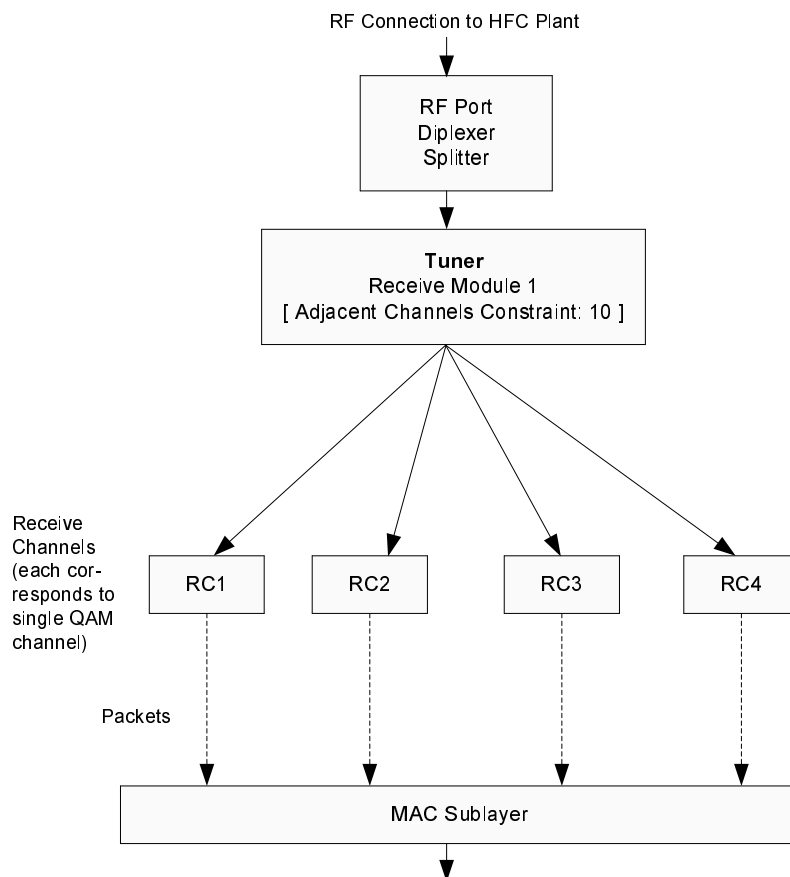 RF Connection to HFC Plant
RF Port
Diplexer
Splitter
Tuner
Receive Module 1
[ Adjacent Channels Constraint: 10 ]
Receive
Channels
(each cor-
responds to
single QAM
channel)
RC1
RC2
RC3
RC4
Packets
MAC Sublayer